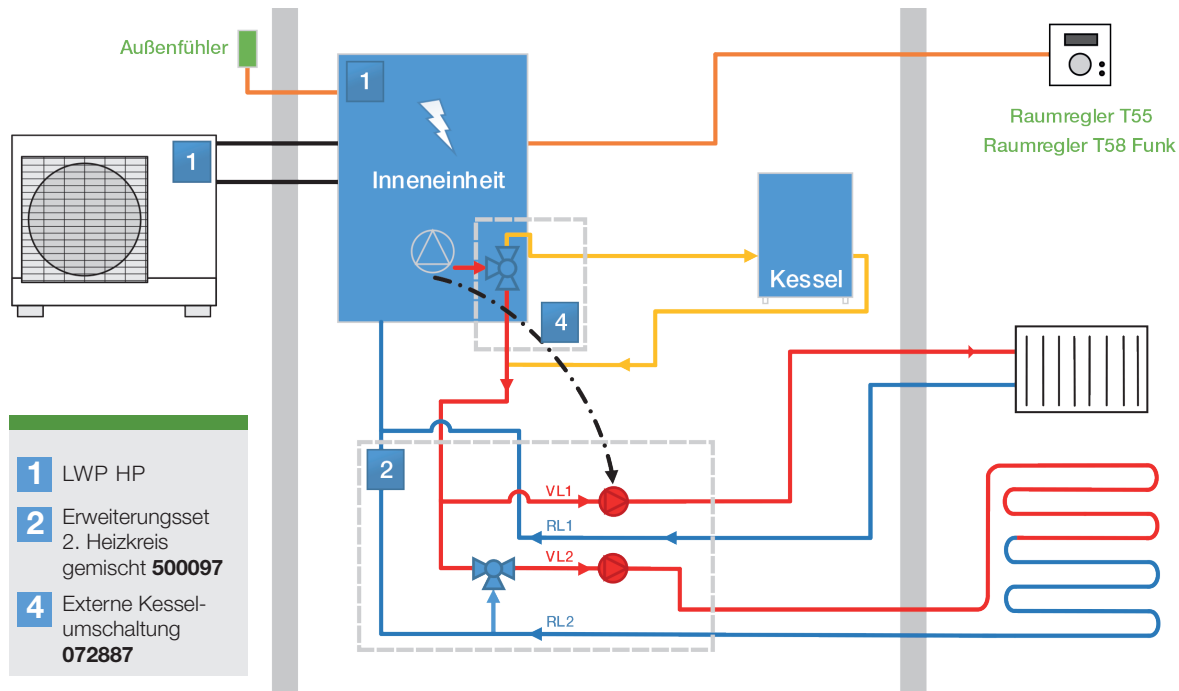 Außenfühler
1
1
Inneneinheit
Raumregler T55
Raumregler T58 Funk
Kessel
4
2
VL1
RL1
VL2
RL2
1 LWP HP
2 Erweiterungsset
2. Heizkreis
gemischt 500097
4 Externe Kessel-
umschaltung
072887